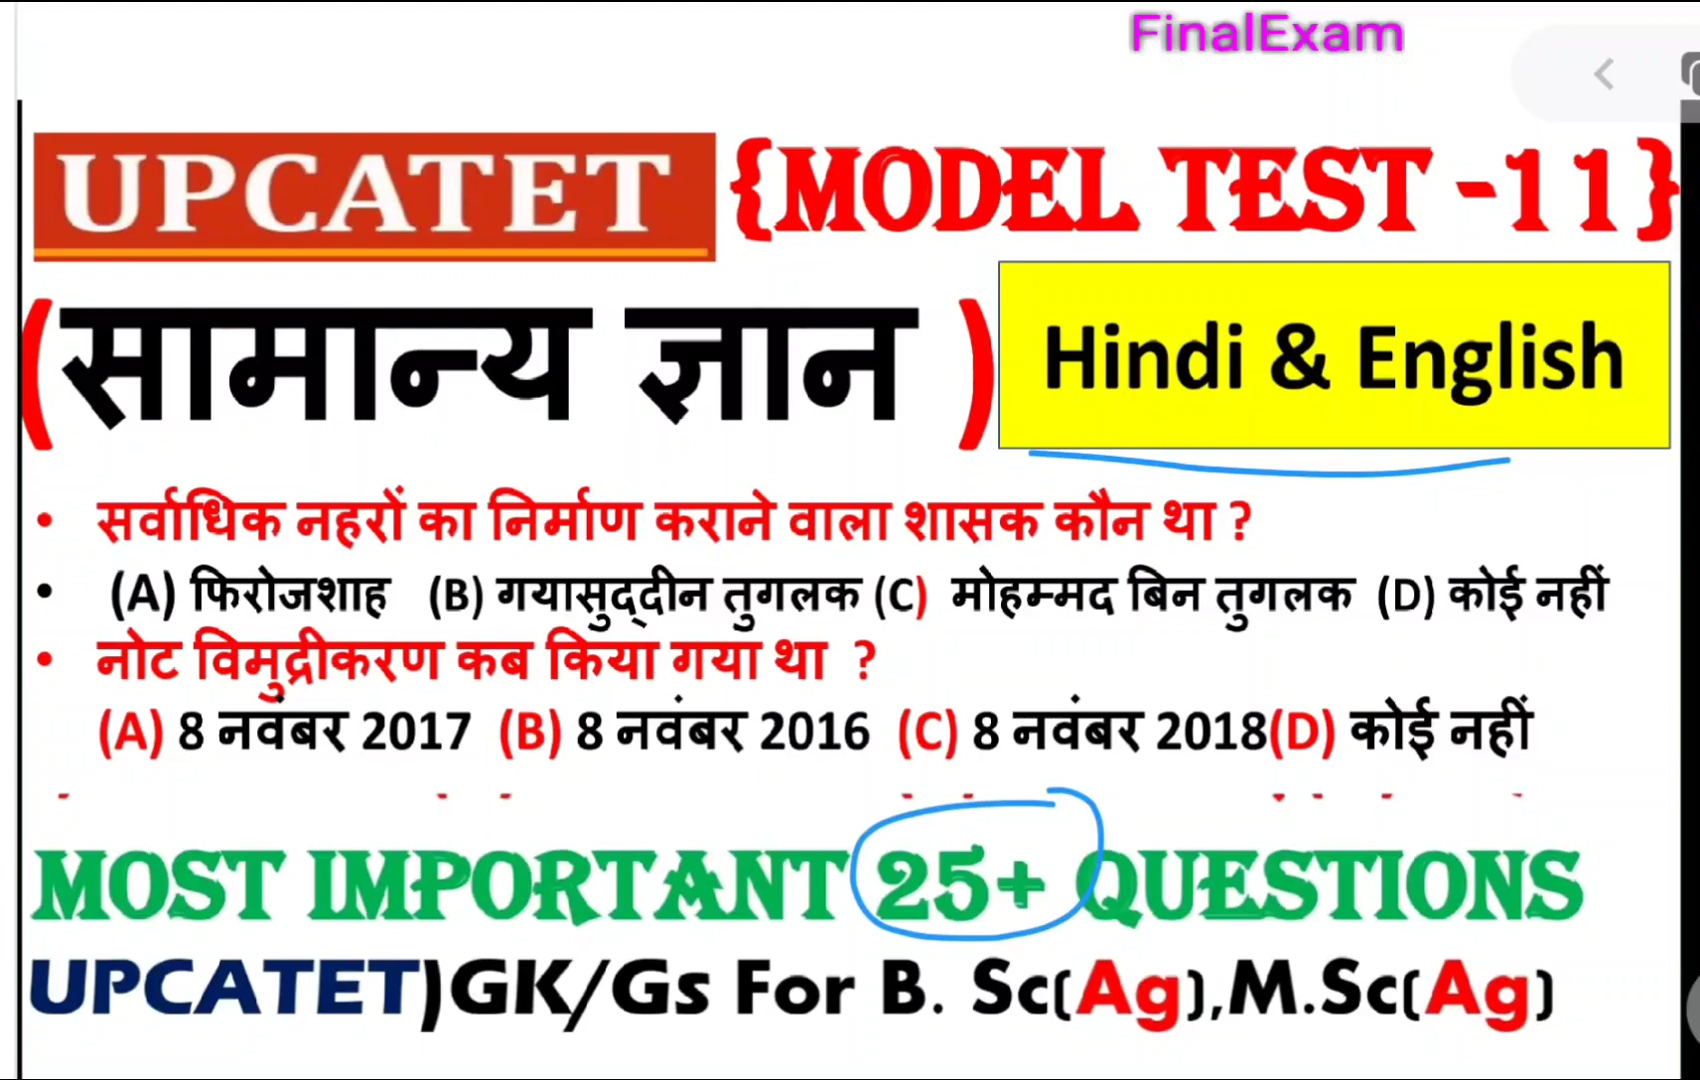 FinalExam
UPCATET {MODEL TEST -11}
(सामान्य ज्ञान) Hindi & English
• सर्वाधिक नहरों का निर्माण कराने वाला शासक कौन था ?
• (A) फिरोजशाह (B) गयासुद्दीन तुगलक (C) मोहम्मद बिन तुगलक (D) कोई नहीं
• नोट विमुद्रीकरण कब किया गया था ?
(A) 8 नवंबर 2017 (B) 8 नवंबर 2016 (C) 8 नवंबर 2018(D) कोई नहीं
MOST IMPORTANT 25+ QUESTIONS
UPCATET)GK/Gs For B. Sc(Ag),M.Sc(Ag)